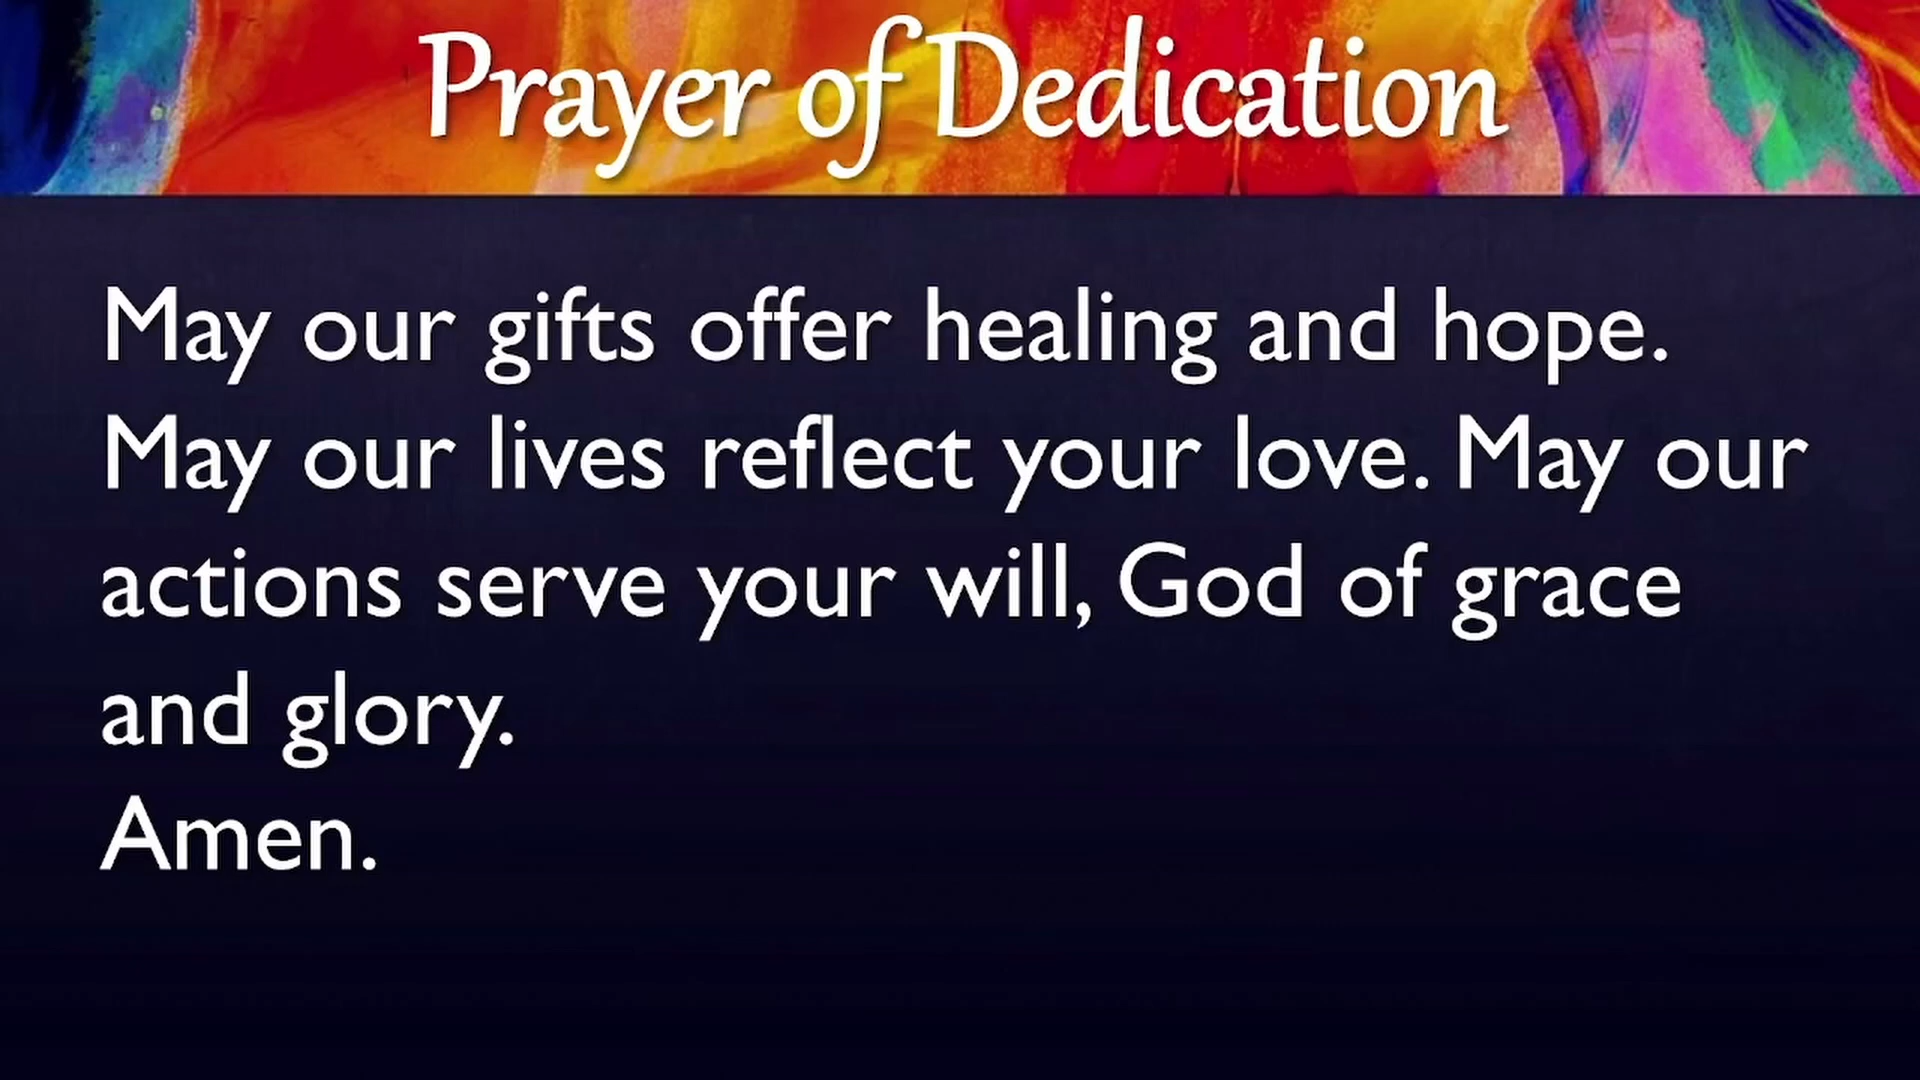 Prayer of Dedication
May our gifts offer healing and hope.
May our lives reflect your love. May our
actions serve your will, God of grace
and glory.
Amen.